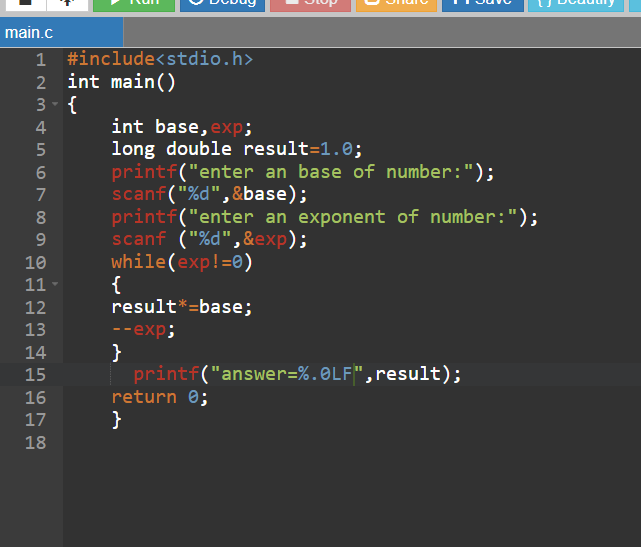 Run Debug Stop Share Save { } Beautify
main.c
1 #include<stdio.h>
2 int main()
3 {
4 int base,exp;
5 long double result=1.0;
6 printf("enter an base of number:");
7 scanf("%d",&base);
8 printf("enter an exponent of number:");
9 scanf ("%d",&exp);
10 while(exp!=0)
11 {
12 result*=base;
13 --exp;
14 }
15 printf("answer=%.0LF",result);
16 return 0;
17 }
18